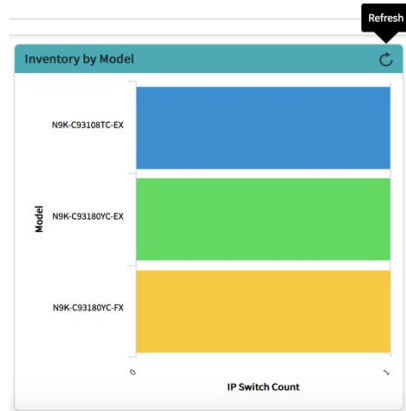 Refresh
Inventory by Model
N9K-C93108TC-EX
N9K-C93180YC-EX
N9K-C93180YC-FX
Model
0
1
IP Switch Count